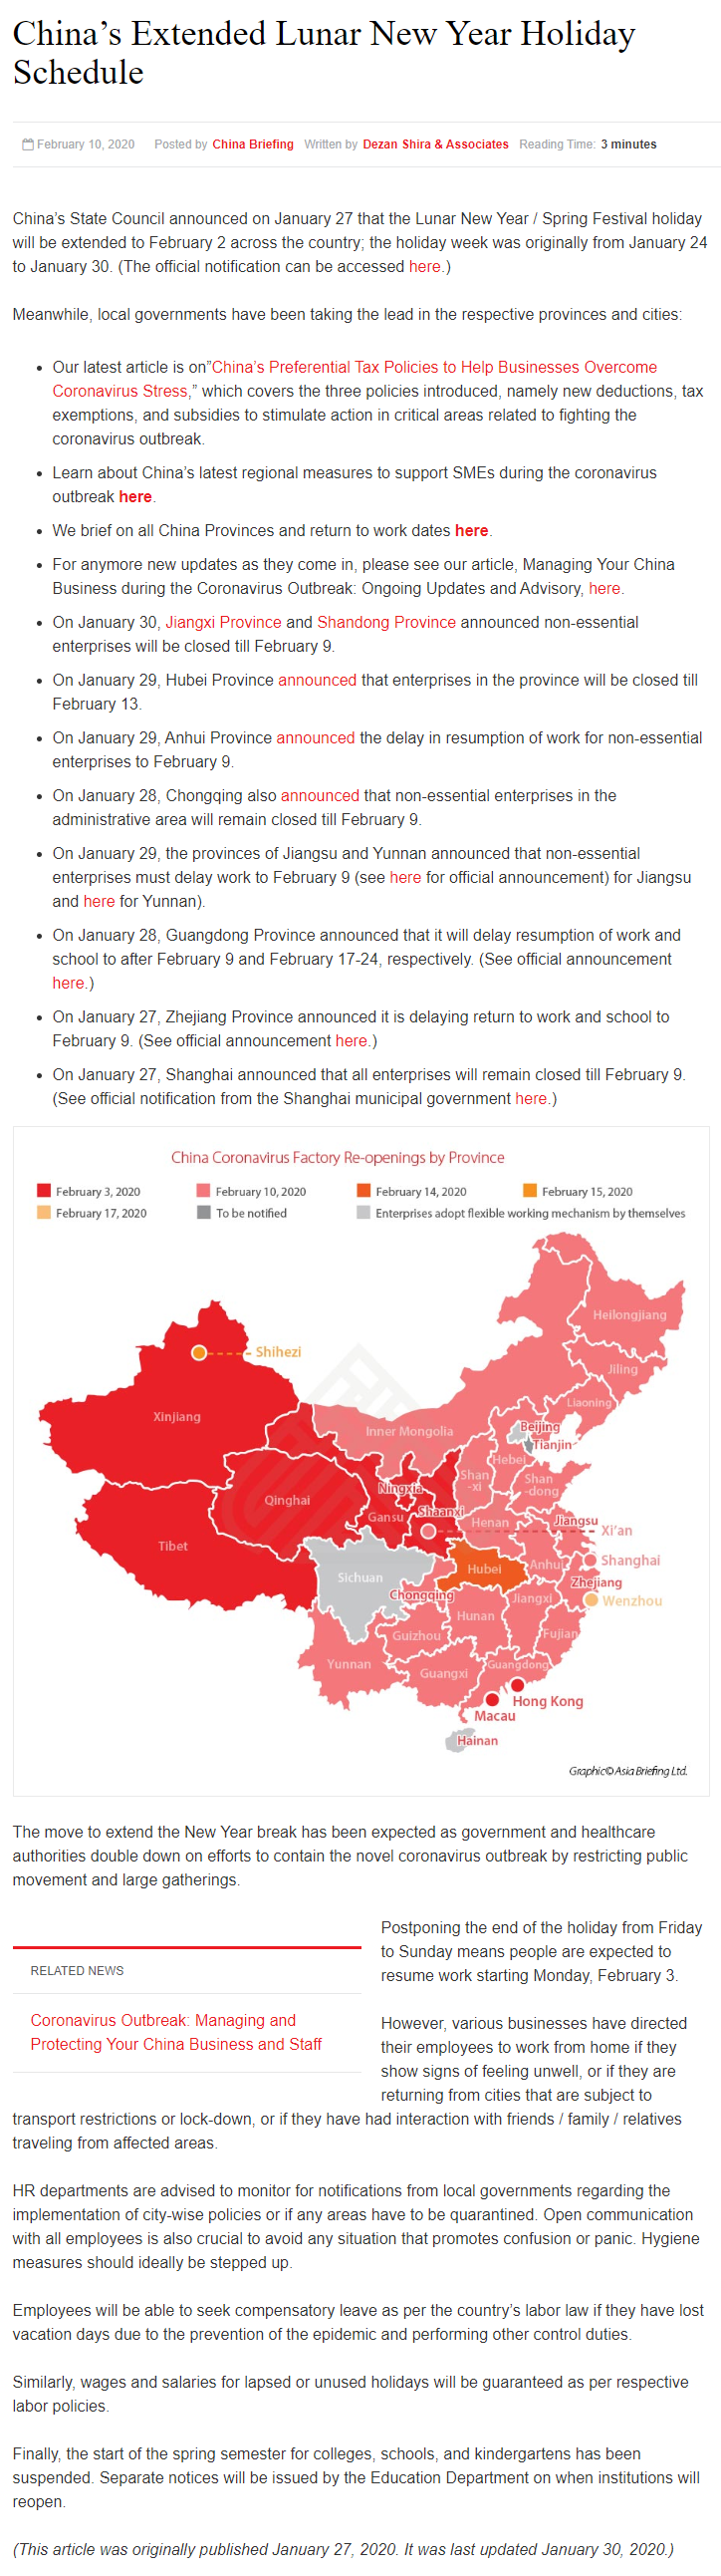 China’s Extended Lunar New Year Holiday
Schedule
February 10, 2020 Posted by China Briefing Written by Dezan Shira & Associates Reading Time: 3 minutes
China’s State Council announced on January 27 that the Lunar New Year / Spring Festival holiday
will be extended to February 2 across the country; the holiday week was originally from January 24
to January 30. (The official notification can be accessed here.)
Meanwhile, local governments have been taking the lead in the respective provinces and cities:
• Our latest article is on”China’s Preferential Tax Policies to Help Businesses Overcome
Coronavirus Stress,” which covers the three policies introduced, namely new deductions, tax
exemptions, and subsidies to stimulate action in critical areas related to fighting the
coronavirus outbreak.
• Learn about China’s latest regional measures to support SMEs during the coronavirus
outbreak here.
• We brief on all China Provinces and return to work dates here.
• For anymore new updates as they come in, please see our article, Managing Your China
Business during the Coronavirus Outbreak: Ongoing Updates and Advisory, here.
• On January 30, Jiangxi Province and Shandong Province announced non-essential
enterprises will be closed till February 9.
• On January 29, Hubei Province announced that enterprises in the province will be closed till
February 13.
• On January 29, Anhui Province announced the delay in resumption of work for non-essential
enterprises to February 9.
• On January 28, Chongqing also announced that non-essential enterprises in the
administrative area will remain closed till February 9.
• On January 29, the provinces of Jiangsu and Yunnan announced that non-essential
enterprises must delay work to February 9 (see here for official announcement) for Jiangsu
and here for Yunnan).
• On January 28, Guangdong Province announced that it will delay resumption of work and
school to after February 9 and February 17-24, respectively. (See official announcement
here.)
• On January 27, Zhejiang Province announced it is delaying return to work and school to
February 9. (See official announcement here.)
• On January 27, Shanghai announced that all enterprises will remain closed till February 9.
(See official notification from the Shanghai municipal government here.)
China Coronavirus Factory Re-openings by Province
February 3, 2020 February 10, 2020 February 14, 2020 February 15, 2020
February 17, 2020 To be notified Enterprises adopt flexible working mechanism by themselves
Heilongjiang
Shihezi
Jiling
Liaoning
Xinjiang
Beijing
Inner Mongolia
Tianjin
Hebei
Shan
-xi
Shan
-dong
Ningxia
Qinghai
Shaanxi
Gansu
Henan
Jiangsu
Xi’an
Tibet
Shanghai
Hubei
Anhui
Sichuan
Zhejiang
Chongqing
Jiangxi
Wenzhou
Hunan
Guizhou
Fujian
Yunnan
Guangdong
Guangxi
Hong Kong
Macau
Hainan
Graphic© Asia Briefing Ltd.
The move to extend the New Year break has been expected as government and healthcare
authorities double down on efforts to contain the novel coronavirus outbreak by restricting public
movement and large gatherings.
RELATED NEWS
Coronavirus Outbreak: Managing and
Protecting Your China Business and Staff
Postponing the end of the holiday from Friday
to Sunday means people are expected to
resume work starting Monday, February 3.
However, various businesses have directed
their employees to work from home if they
show signs of feeling unwell, or if they are
returning from cities that are subject to
transport restrictions or lock-down, or if they have had interaction with friends / family / relatives
traveling from affected areas.
HR departments are advised to monitor for notifications from local governments regarding the
implementation of city-wise policies or if any areas have to be quarantined. Open communication
with all employees is also crucial to avoid any situation that promotes confusion or panic. Hygiene
measures should ideally be stepped up.
Employees will be able to seek compensatory leave as per the country’s labor law if they have lost
vacation days due to the prevention of the epidemic and performing other control duties.
Similarly, wages and salaries for lapsed or unused holidays will be guaranteed as per respective
labor policies.
Finally, the start of the spring semester for colleges, schools, and kindergartens has been
suspended. Separate notices will be issued by the Education Department on when institutions will
reopen.
(This article was originally published January 27, 2020. It was last updated January 30, 2020.)